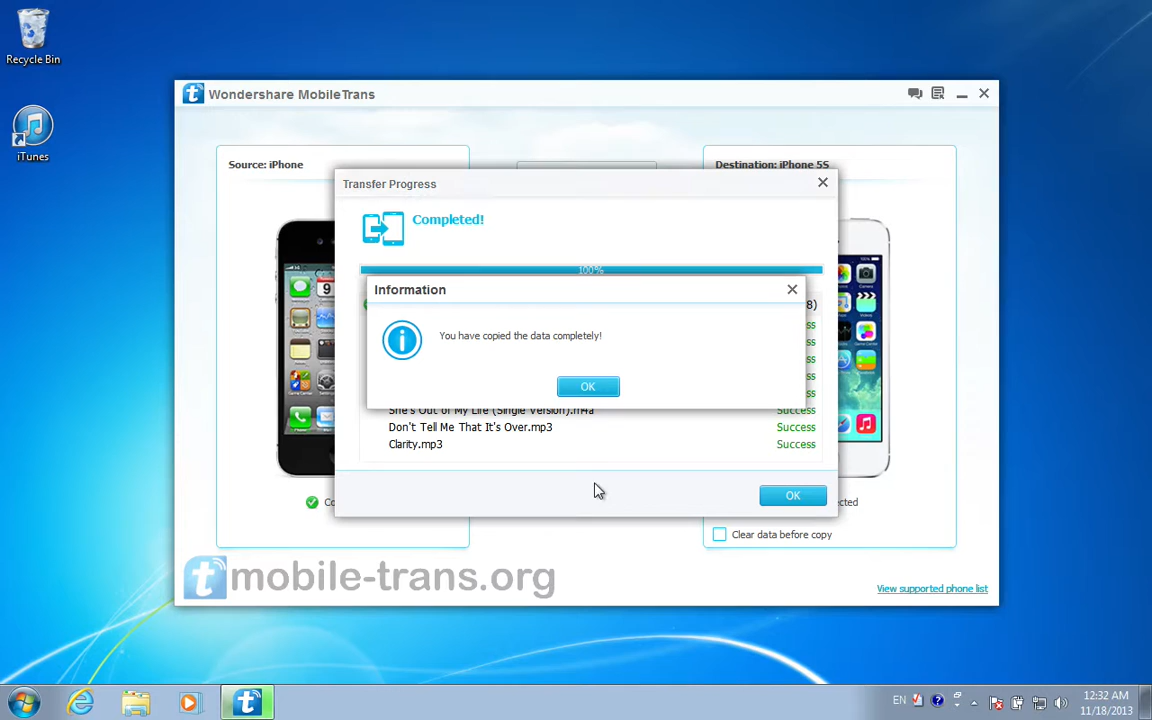 Recycle Bin
iTunes
Wondershare MobileTrans
Source: iPhone
Destination: iPhone 5S
Transfer Progress
Completed!
100%
Information
8)
You have copied the data completely!
OK
She's Out of My Life (Single Version).m4a
Don't Tell Me That It's Over.mp3 Success
Clarity.mp3 Success
OK
Clear data before copy
mobile-trans.org
View supported phone list
EN
12:32 AM
11/18/2013